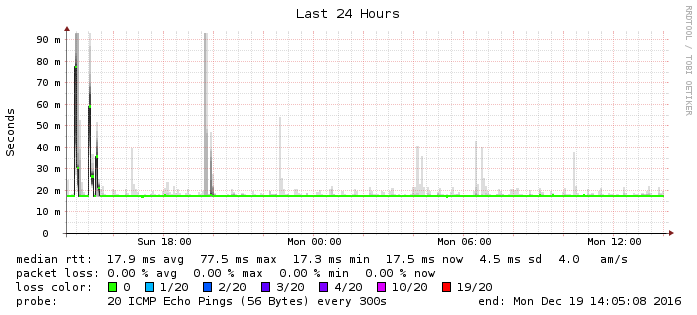 Last 24 Hours
RRDTOOL / TOBI OETIKER
Seconds
90 m
80 m
70 m
60 m
50 m
40 m
30 m
20 m
10 m
0
Sun 18:00 Mon 00:00 Mon 06:00 Mon 12:00
median rtt: 17.9 ms avg 77.5 ms max 17.3 ms min 17.5 ms now 4.5 ms sd 4.0 am/s
packet loss: 0.00 % avg 0.00 % max 0.00 % min 0.00 % now
loss color: 0 1/20 2/20 3/20 4/20 10/20 19/20
probe: 20 ICMP Echo Pings (56 Bytes) every 300s end: Mon Dec 19 14:05:08 2016